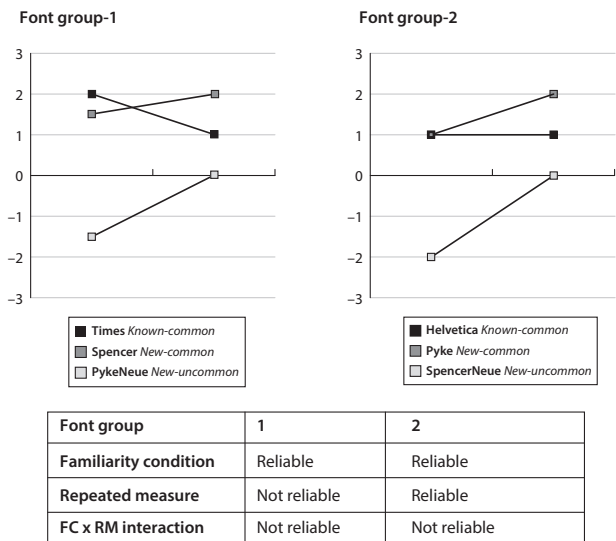 Font group-1
3
2
1
0
–1
–2
–3
Times Known-common
Spencer New-common
PykeNeue New-uncommon
Font group-2
3
2
1
0
–1
–2
–3
Helvetica Known-common
Pyke New-common
SpencerNeue New-uncommon
Font group 1 2
Familiarity condition Reliable Reliable
Repeated measure Not reliable Reliable
FC x RM interaction Not reliable Not reliable